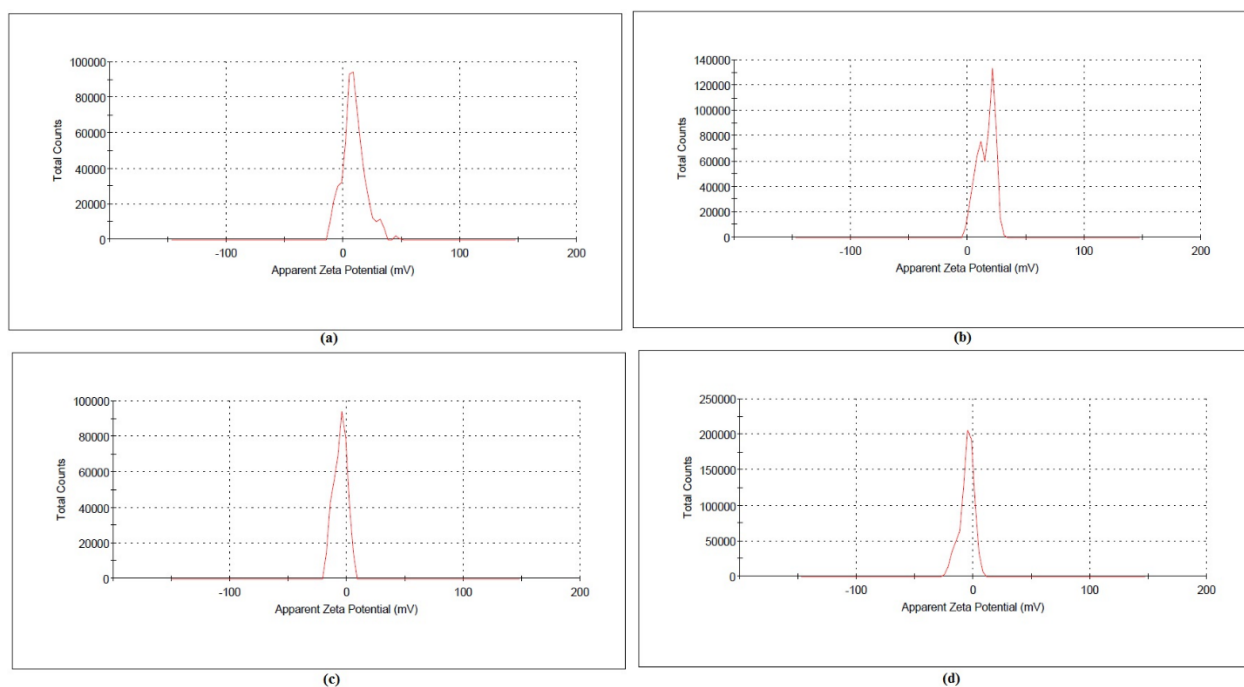 100000
80000
60000
40000
20000
0
Total Counts
-100 0 100 200
Apparent Zeta Potential (mV)
(a)
140000
120000
100000
80000
60000
40000
20000
0
Total Counts
-100 0 100 200
Apparent Zeta Potential (mV)
(b)
100000
80000
60000
40000
20000
0
Total Counts
-100 0 100 200
Apparent Zeta Potential (mV)
(c)
250000
200000
150000
100000
50000
0
Total Counts
-100 0 100 200
Apparent Zeta Potential (mV)
(d)